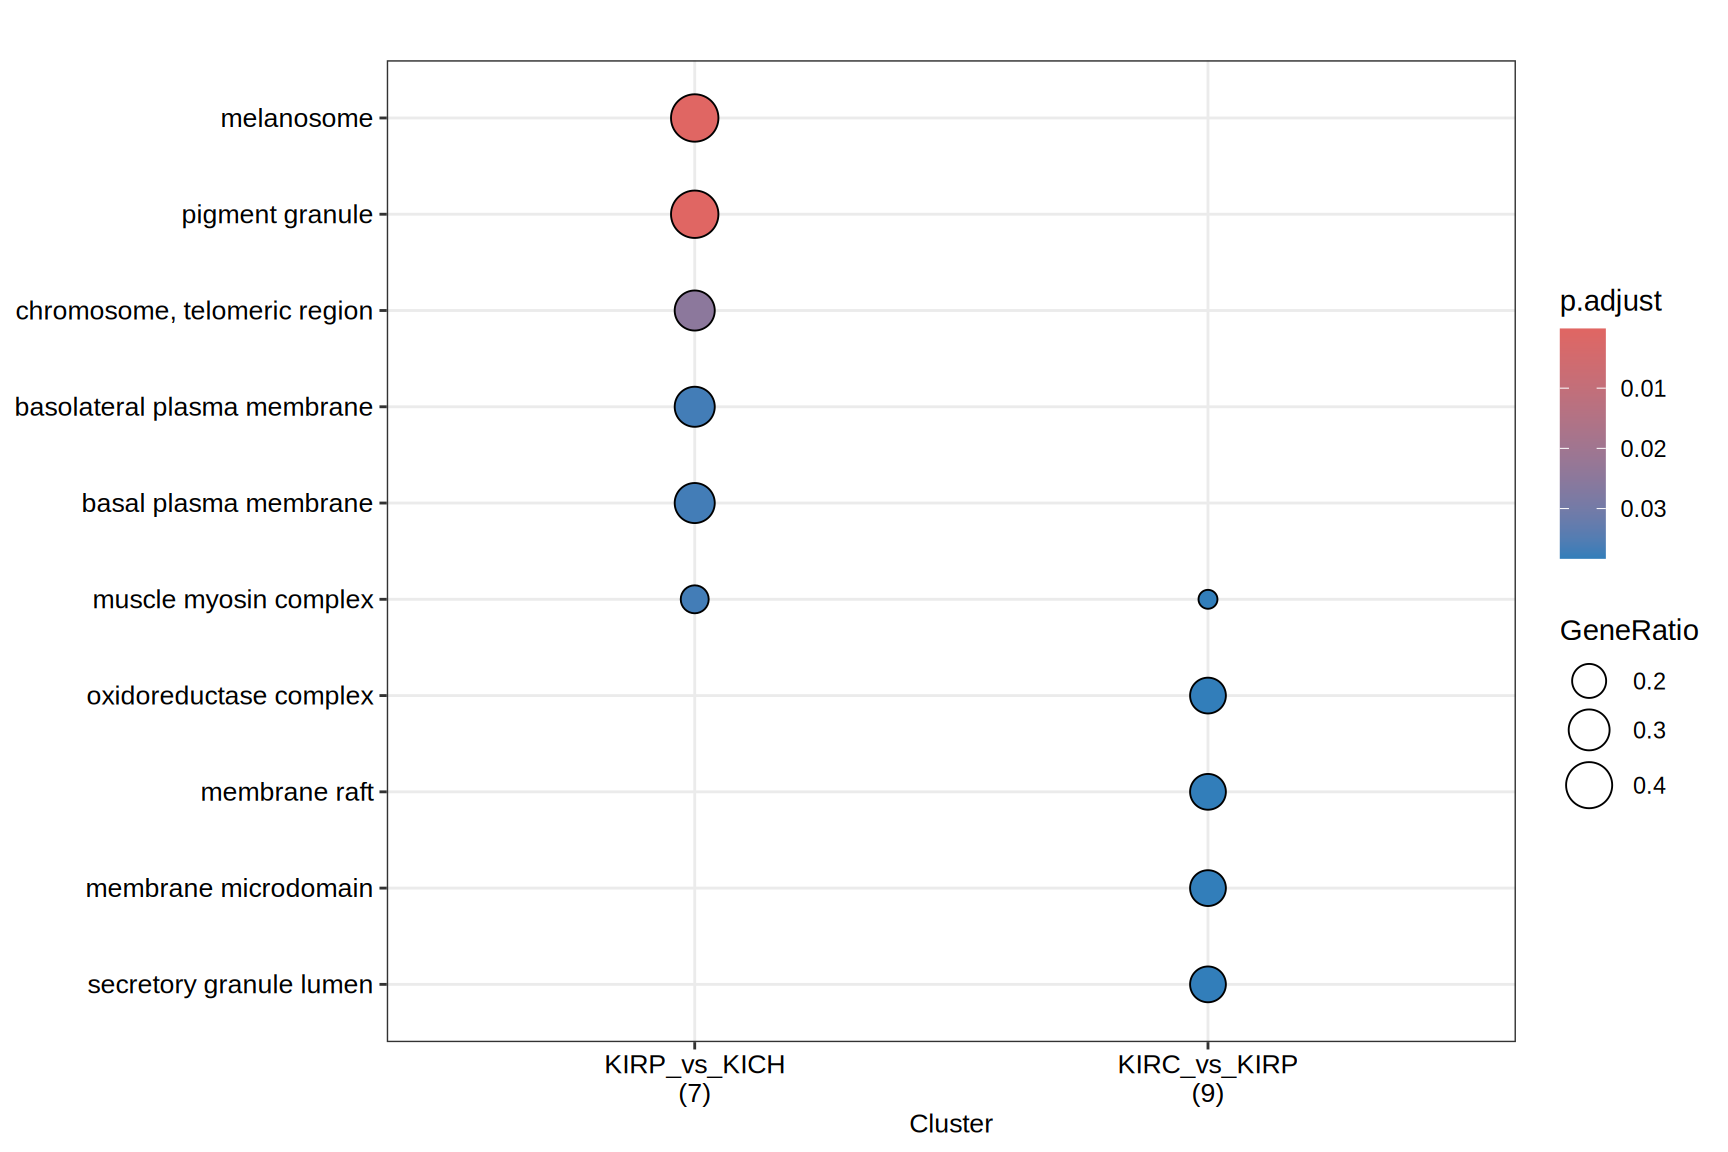 melanosome
pigment granule
chromosome, telomeric region
basolateral plasma membrane
basal plasma membrane
muscle myosin complex
oxidoreductase complex
membrane raft
membrane microdomain
secretory granule lumen
KIRP_vs_KICH
(7)
KIRC_vs_KIRP
(9)
Cluster
p.adjust
0.01
0.02
0.03
GeneRatio
0.2
0.3
0.4